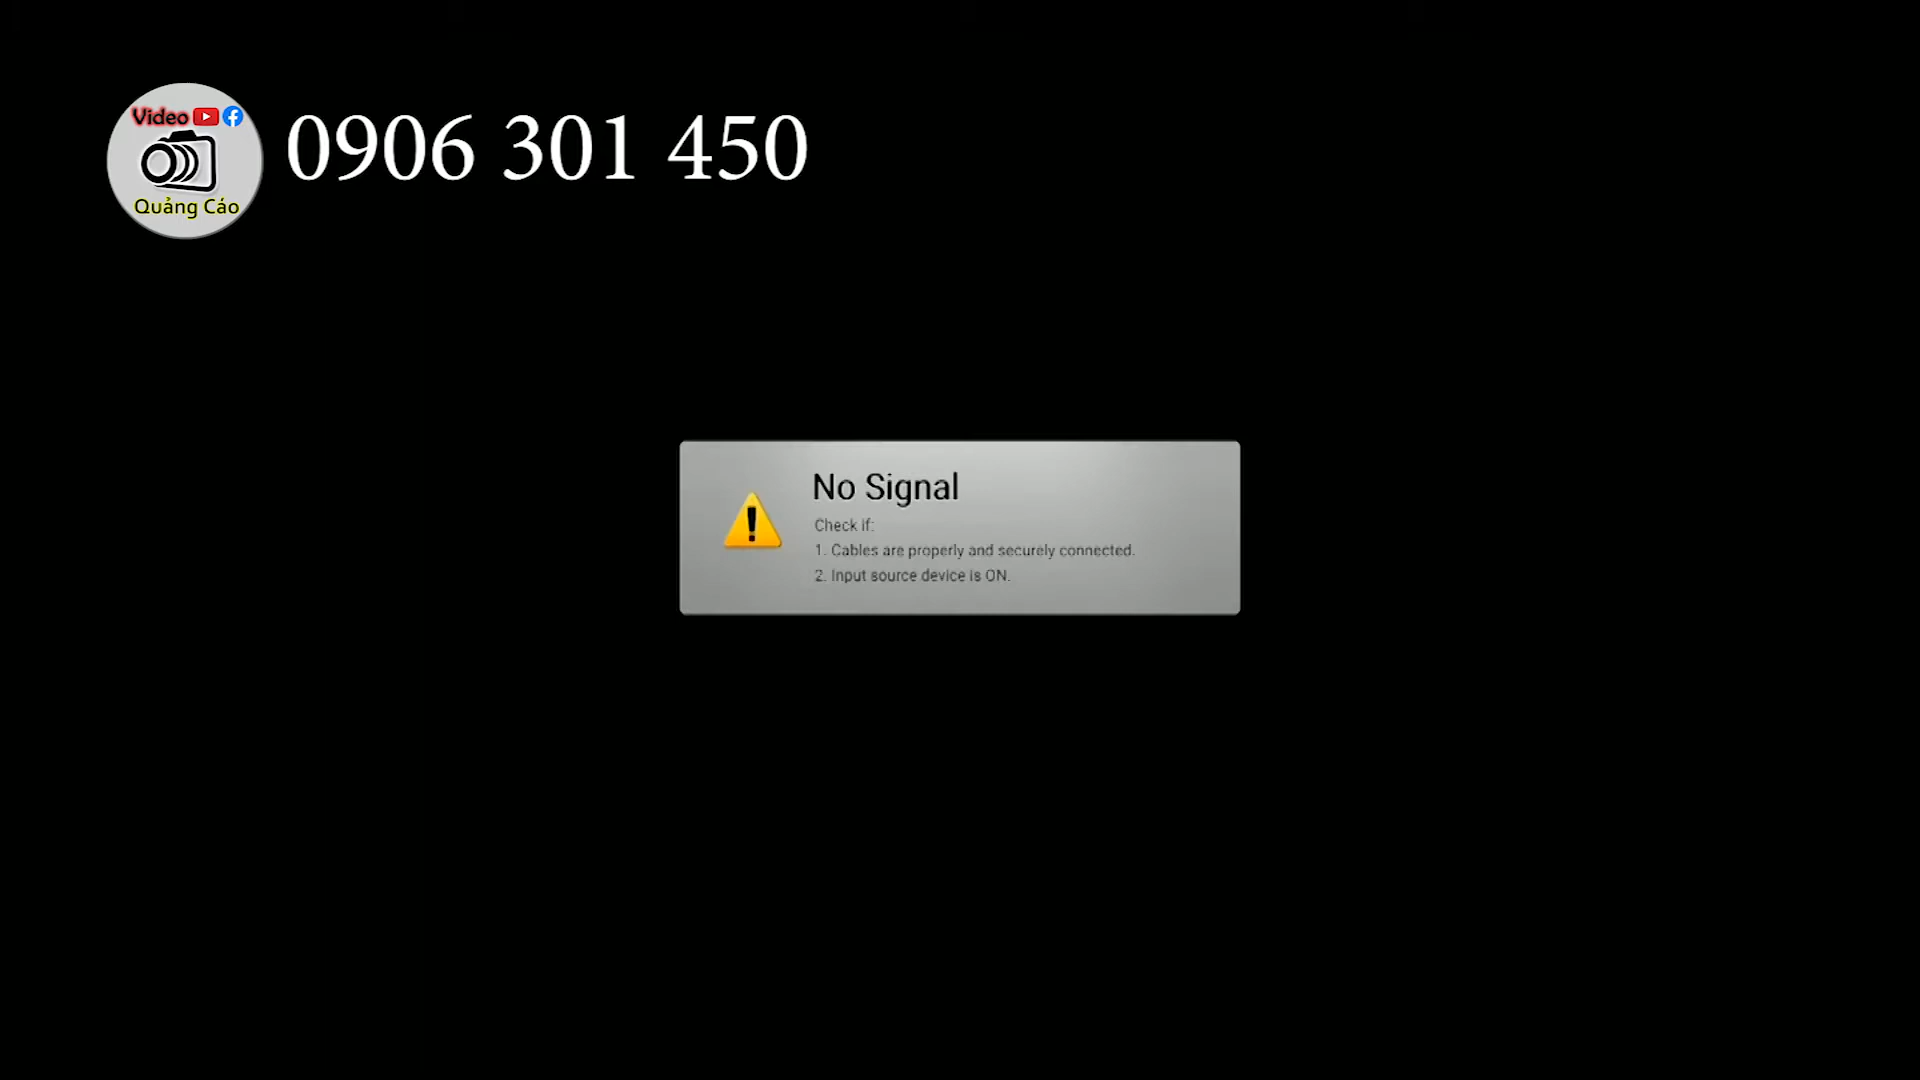 Video
Quảng Cáo
0906 301 450
No Signal
Check if:
1. Cables are properly and securely connected.
2. Input source device is ON.